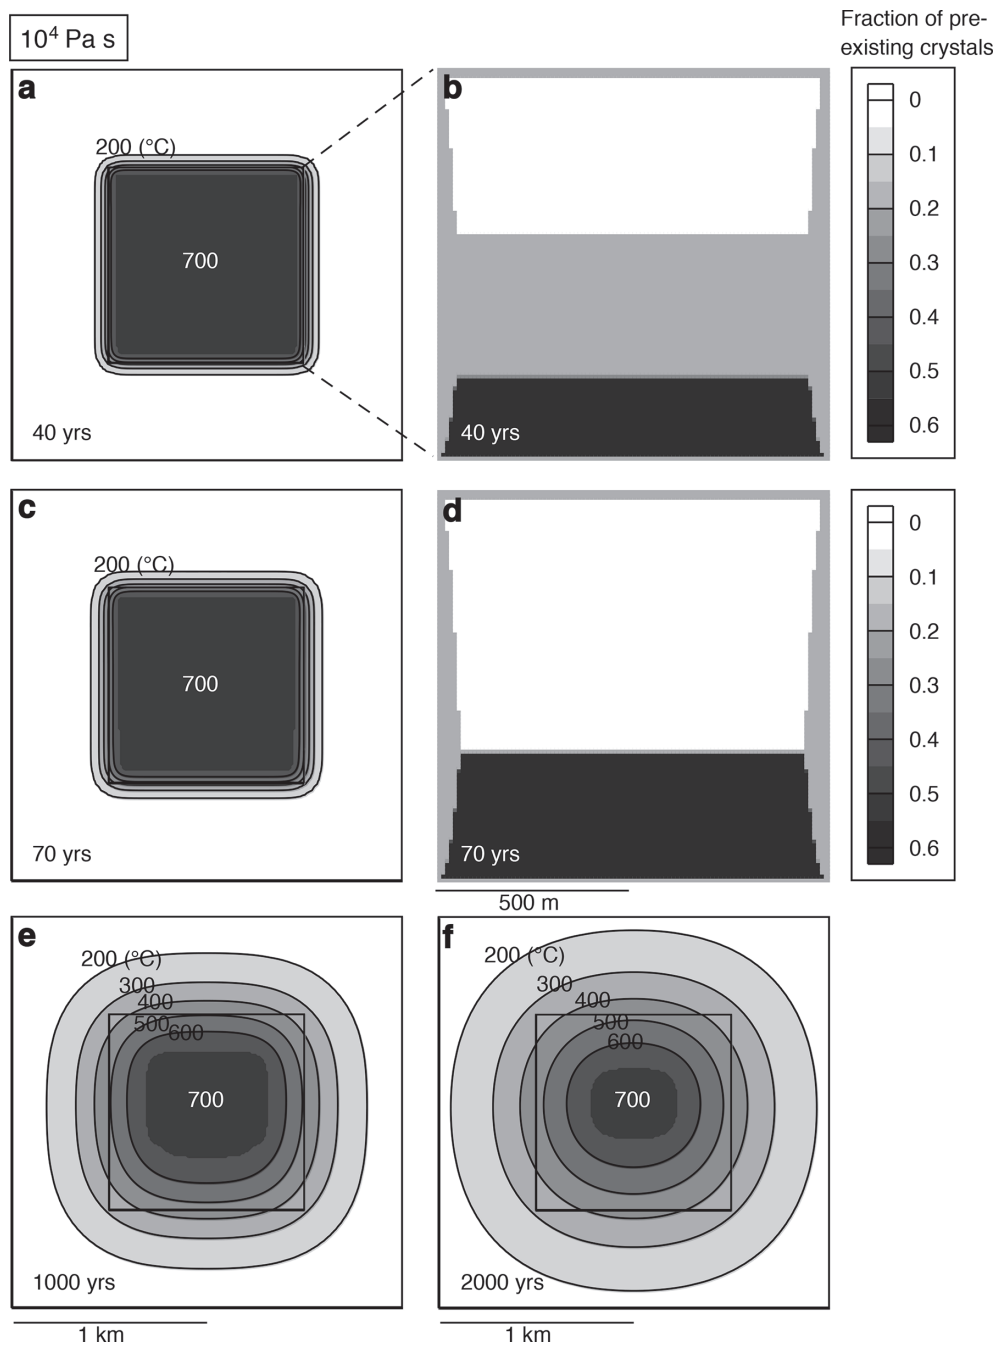 10⁴ Pa s
Fraction of pre-
existing crystals
a
200 (°C)
700
40 yrs
b
40 yrs
0
0.1
0.2
0.3
0.4
0.5
0.6
c
200 (°C)
700
70 yrs
d
70 yrs
500 m
0
0.1
0.2
0.3
0.4
0.5
0.6
e
200 (°C)
300
400
500
600
700
1000 yrs
1 km
f
200 (°C)
300
400
500
600
700
2000 yrs
1 km